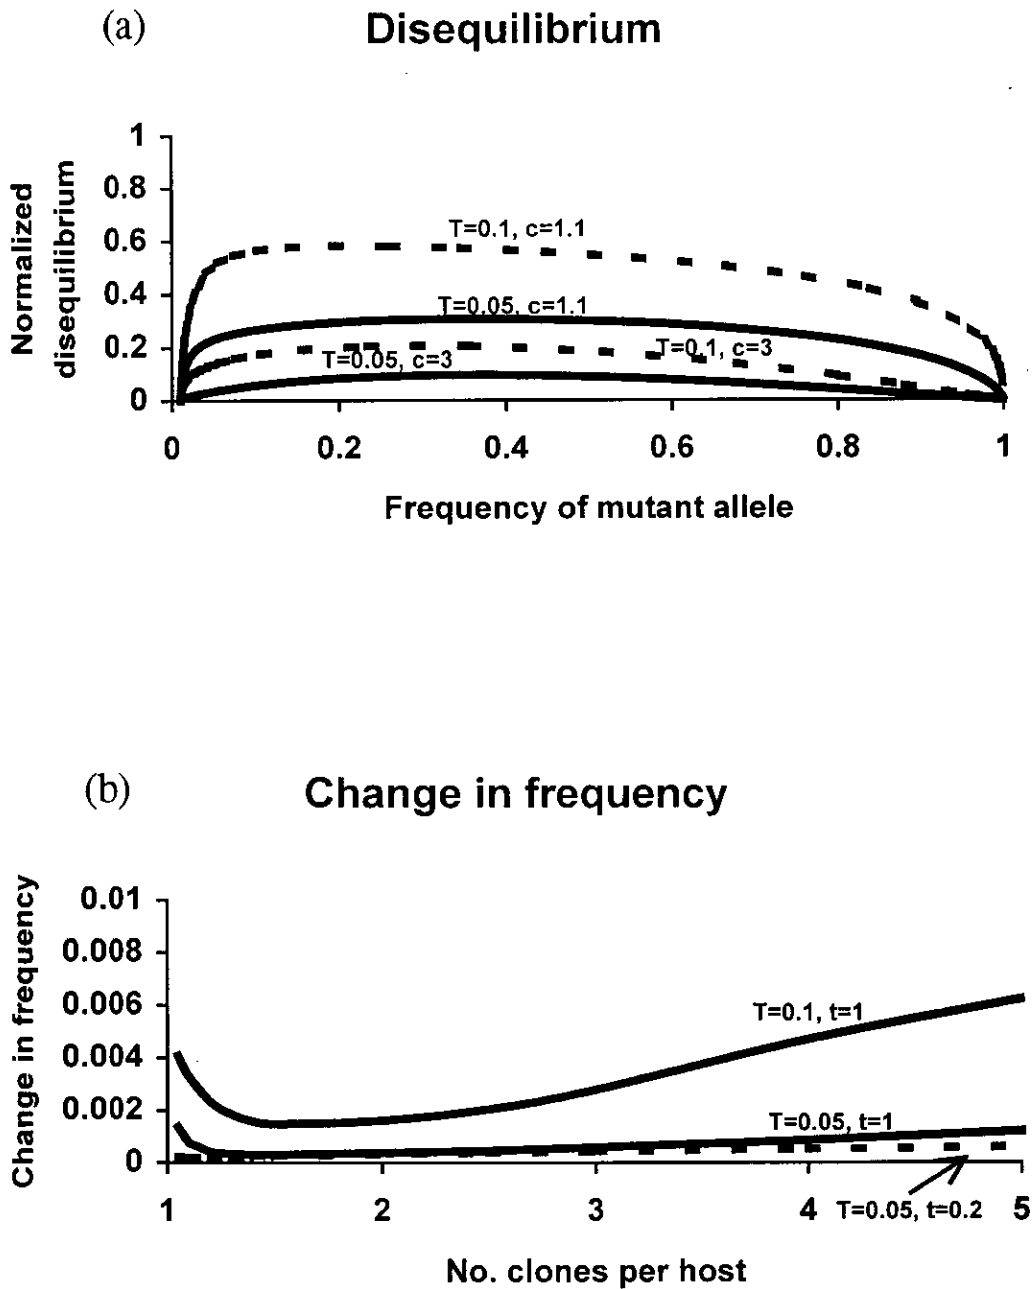 (a) Disequilibrium
Normalized
disequilibrium
1
0.8
0.6
0.4
0.2
0
T=0.1, c=1.1
T=0.05, c=1.1
T=0.05, c=3
T=0.1, c=3
0 0.2 0.4 0.6 0.8 1
Frequency of mutant allele
(b) Change in frequency
Change in frequency
0.01
0.008
0.006
0.004
0.002
0
T=0.1, t=1
T=0.05, t=1
T=0.05, t=0.2
1 2 3 4 5
No. clones per host